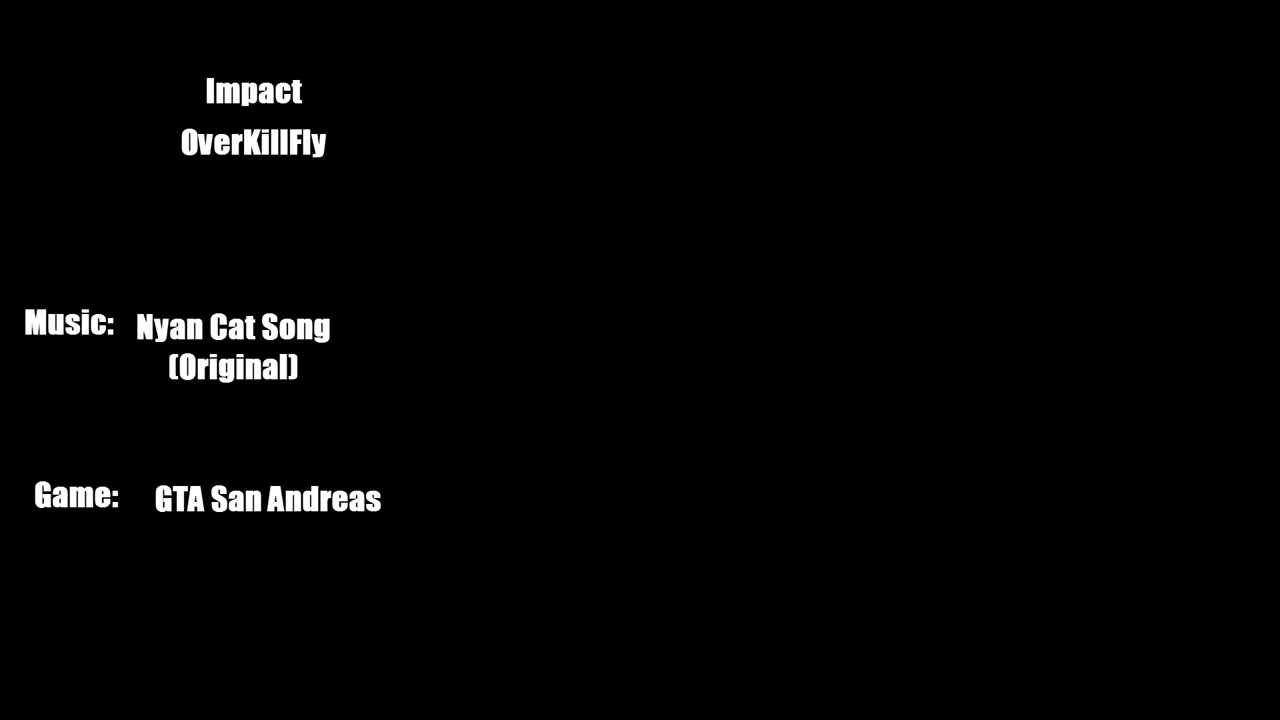 Impact
OverKillFly
Music: Nyan Cat Song
(Original)
Game: GTA San Andreas